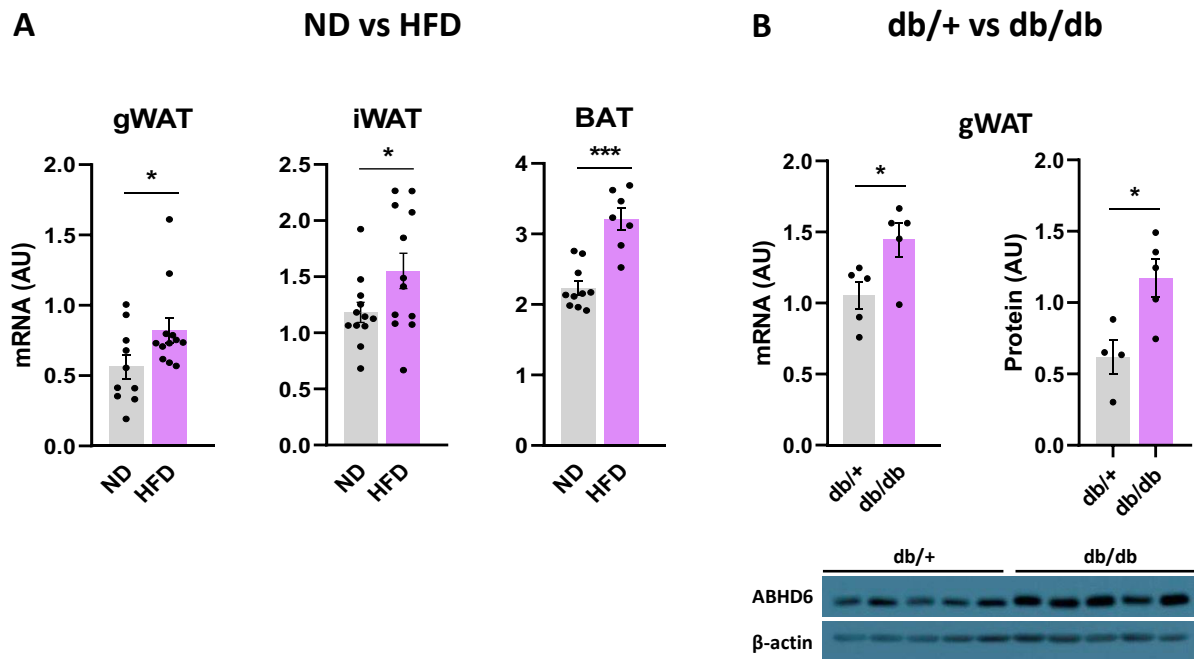 A
ND vs HFD
B
db/+ vs db/db
gWAT
iWAT
BAT
gWAT
mRNA (AU)
2.0
1.5
1.0
0.5
0.0
*
ND
HFD
2.5
2.0
1.5
1.0
0.5
0.0
*
ND
HFD
4
3
2
1
0
***
ND
HFD
mRNA (AU)
2.0
1.5
1.0
0.5
0.0
*
db/+
db/db
Protein (AU)
2.0
1.5
1.0
0.5
0.0
*
db/+
db/db
db/+
db/db
ABHD6
β-actin